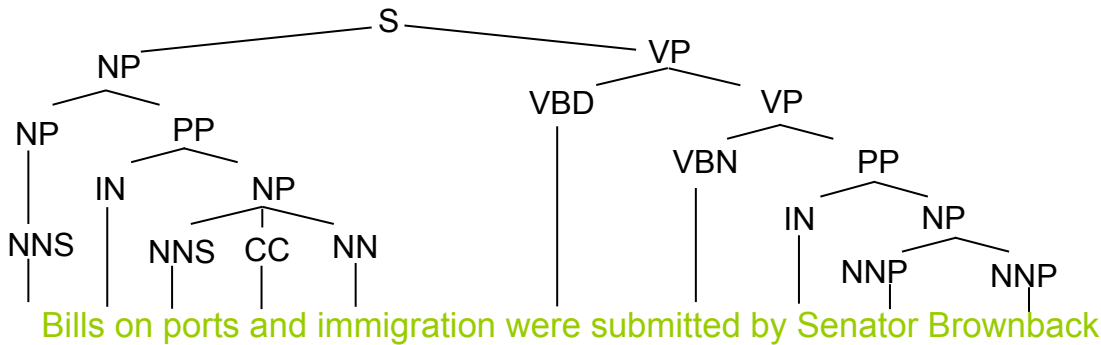 S
NP VP
VBD VP
NP PP
VBN PP
IN NP
IN NP
NNS NNS CC NN
NNP NNP
Bills on ports and immigration were submitted by Senator Brownback